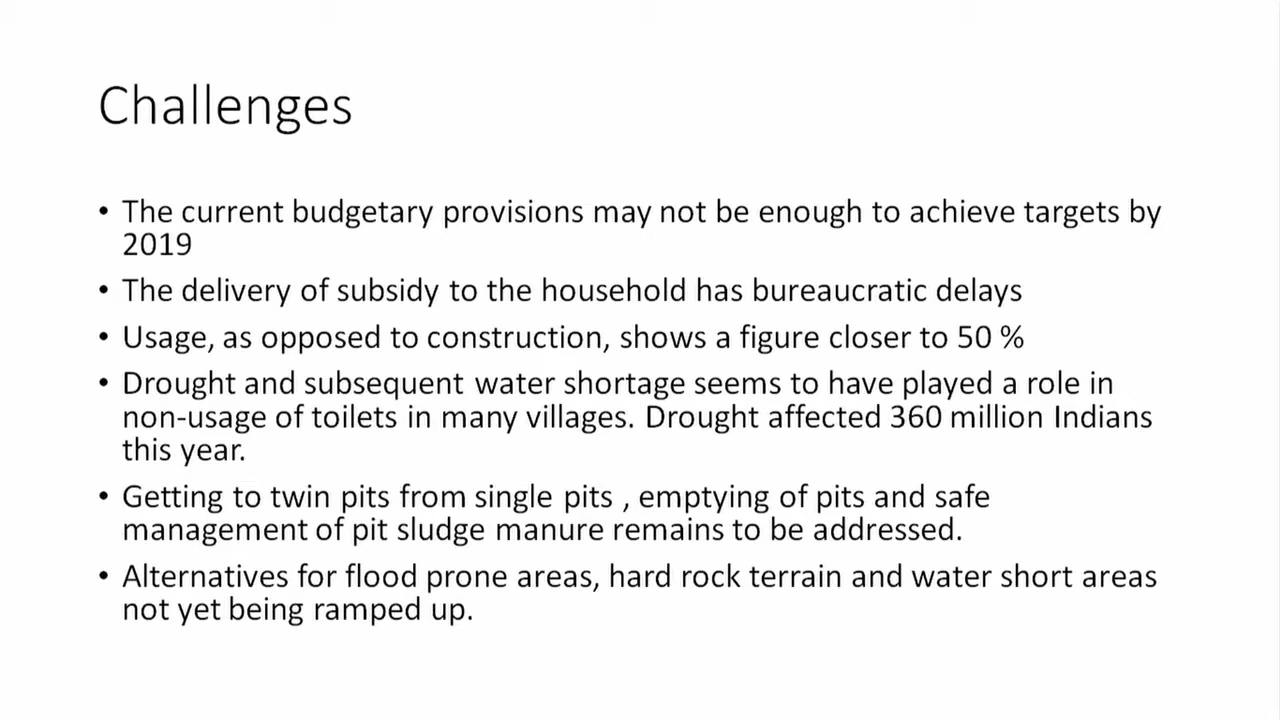 Challenges
• The current budgetary provisions may not be enough to achieve targets by
2019
• The delivery of subsidy to the household has bureaucratic delays
• Usage, as opposed to construction, shows a figure closer to 50 %
• Drought and subsequent water shortage seems to have played a role in
non-usage of toilets in many villages. Drought affected 360 million Indians
this year.
• Getting to twin pits from single pits , emptying of pits and safe
management of pit sludge manure remains to be addressed.
• Alternatives for flood prone areas, hard rock terrain and water short areas
not yet being ramped up.